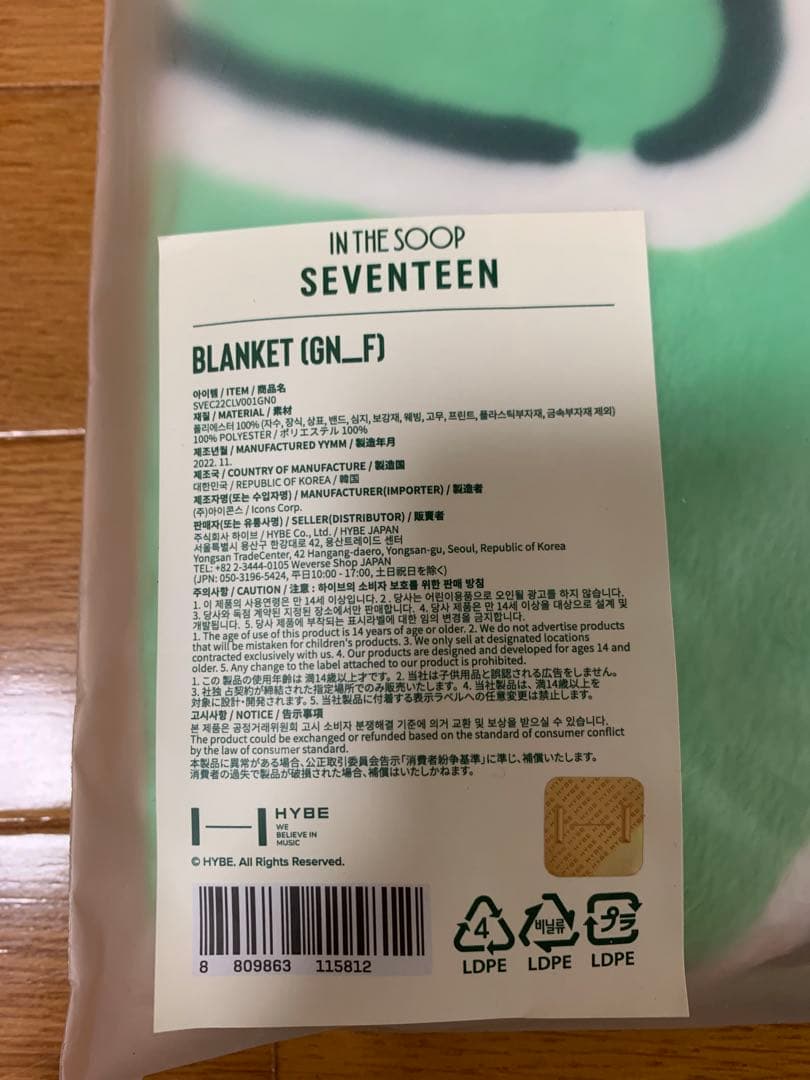 IN THE SOOP
SEVENTEEN
BLANKET (GN_F)
아이템 / ITEM / 商品名
SVEC22CLV001GN0
재질 / MATERIAL / 素材
폴리에스터 100% (자수, 장식, 상표, 밴드, 심지, 보강재, 웨빙, 고무, 프린트, 플라스틱부자재, 금속부자재 제외)
100% POLYESTER / ポリエステル 100%
제조년월 / MANUFACTURED YYMM / 製造年月
2022. 11.
제조국 / COUNTRY OF MANUFACTURE / 製造国
대한민국 / REPUBLIC OF KOREA / 韓国
제조자명(또는 수입자명) / MANUFACTURER(IMPORTER) / 製造者
(주)아이콘스 / Icons Corp.
판매자(또는 유통사명) / SELLER(DISTRIBUTOR) / 販賣者
주식회사 하이브 / HYBE Co., Ltd. / HYBE JAPAN
서울특별시 용산구 한강대로 42, 용산트레이드 센터
Yongsan TradeCenter, 42 Hangang-daero, Yongsan-gu, Seoul, Republic of Korea
TEL: +82 2-3444-0105 Weverse Shop JAPAN
(JPN: 050-3196-5424, 平日10:00 - 17:00, 土日祝日を除く)
주의사항 / CAUTION / 注意 : 하이브의 소비자 보호를 위한 판매 방침
1. 이 제품의 사용연령은 만 14세 이상입니다. 2. 당사는 어린이용품으로 오인될 광고를 하지 않습니다.
3. 당사와 독점 계약된 지정된 장소에서만 판매합니다. 4. 당사 제품은 만 14세 이상을 대상으로 설계 및
개발됩니다. 5. 당사 제품에 부착되는 표시라벨에 대한 임의 변경을 금지합니다.
1. The age of use of this product is 14 years of age or older. 2. We do not advertise products
that will be mistaken for children's products. 3. We only sell at designated locations
contracted exclusively with us. 4. Our products are designed and developed for ages 14 and
older. 5. Any change to the label attached to our product is prohibited.
1. この 製品の使用年齢は 満14歳以上才です。2. 当社は子供用品と誤認される広告をしません。
3. 社独 占契約が締結された指定場所でのみ販売いたします。4. 当社製品は、満14歳以上を
対象に設計・開発されます。5. 当社製品に付着する表示ラベルへの任意変更は禁止します。
고시사항 / NOTICE / 告示事項
본 제품은 공정거래위원회 고시 소비자 분쟁해결 기준에 의거 교환 및 보상을 받으실 수 있습니다.
The product could be exchanged or refunded based on the standard of consumer conflict
by the law of consumer standard.
本製品に異常がある場合、公正取引委員会告示「消費者紛争基準」に準じ、補償いたします。
消費者の過失で製品が破損された場合、補償はいたしかねます。
HYBE
WE
BELIEVE IN
MUSIC
© HYBE. All Rights Reserved.
8 809863 115812
4 비닐류 プラ
LDPE LDPE LDPE